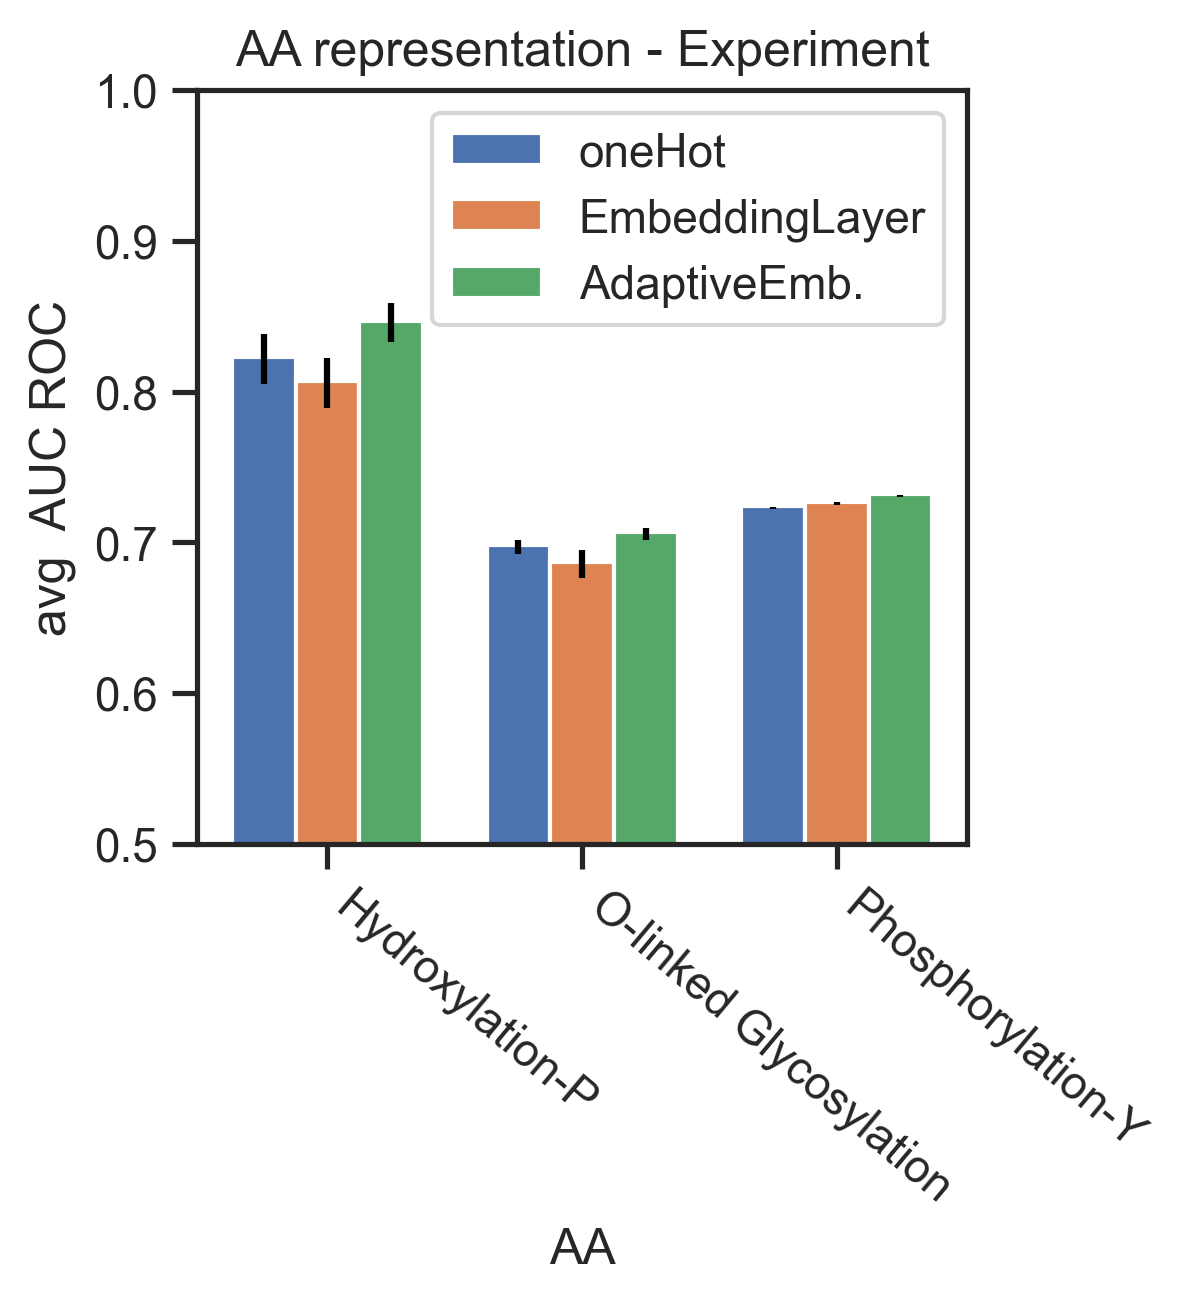 AA representation - Experiment
1.0
0.9
0.8
0.7
0.6
0.5
avg AUC ROC
oneHot
EmbeddingLayer
AdaptiveEmb.
Hydroxylation-P
O-linked Glycosylation
Phosphorylation-Y
AA